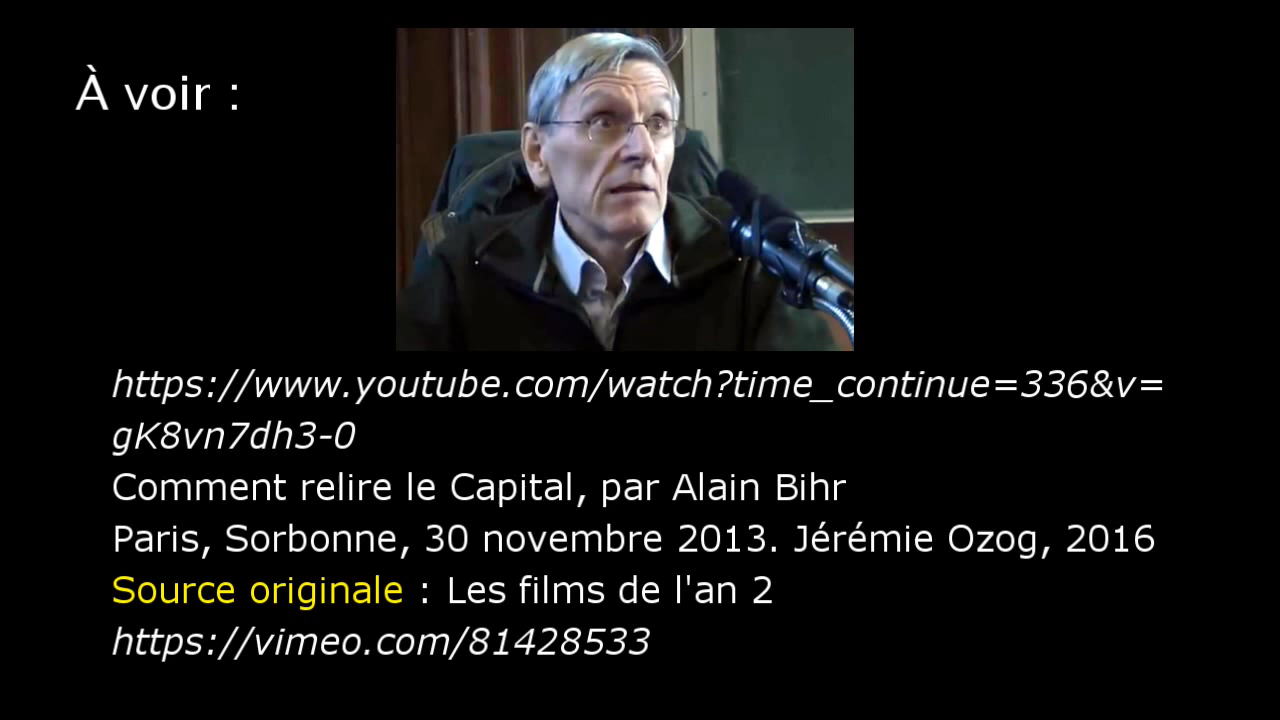 À voir :
https://www.youtube.com/watch?time_continue=336&v=
gK8vn7dh3-0
Comment relire le Capital, par Alain Bihr
Paris, Sorbonne, 30 novembre 2013. Jérémie Ozog, 2016
Source originale : Les films de l'an 2
https://vimeo.com/81428533